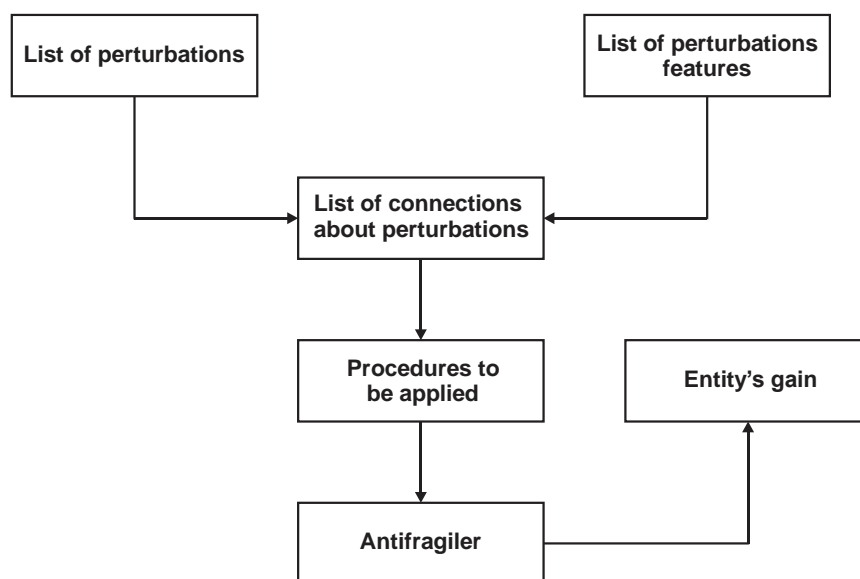 List of perturbations
List of perturbations
features
List of connections
about perturbations
Procedures to
be applied
Entity’s gain
Antifragiler